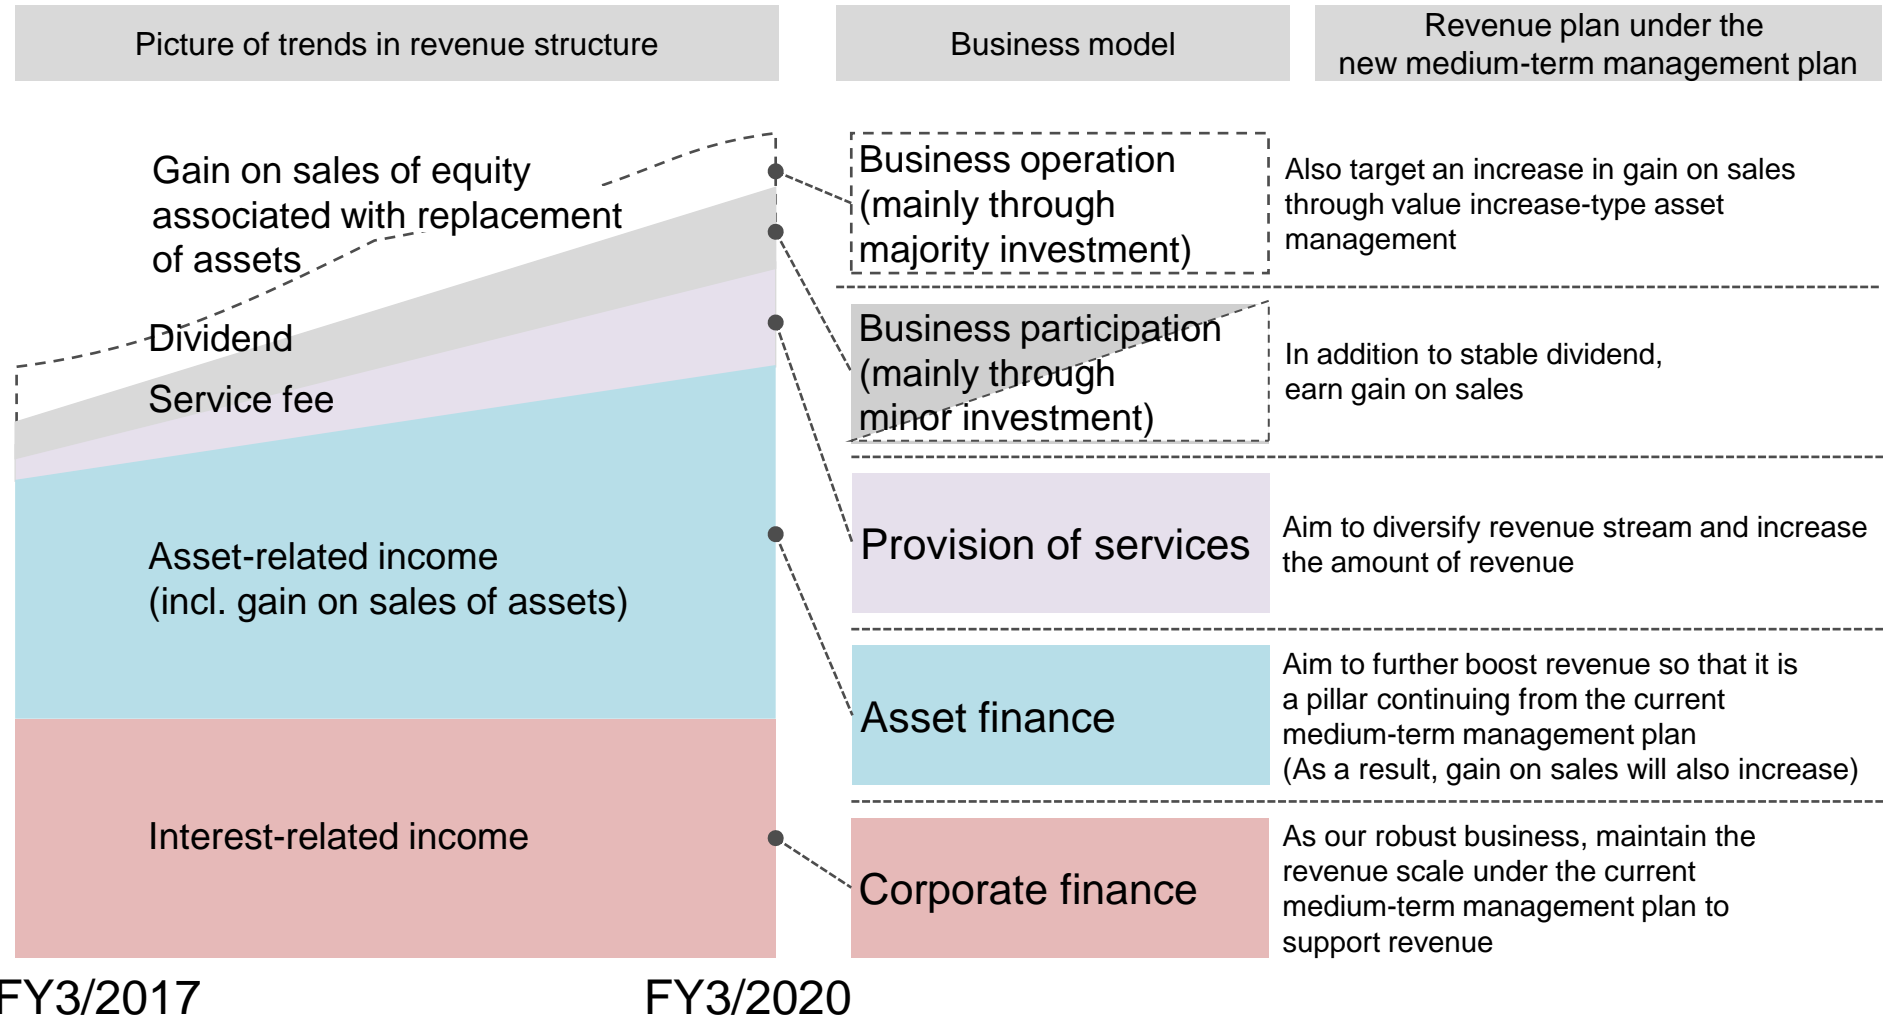 Picture of trends in revenue structure
Business model
Revenue plan under the
new medium-term management plan
Gain on sales of equity
associated with replacement
of assets
Dividend
Service fee
Asset-related income
(incl. gain on sales of assets)
Interest-related income
FY3/2017
FY3/2020
Business operation
(mainly through
majority investment)
Also target an increase in gain on sales
through value increase-type asset
management
Business participation
(mainly through
minor investment)
In addition to stable dividend,
earn gain on sales
Provision of services
Aim to diversify revenue stream and increase
the amount of revenue
Asset finance
Aim to further boost revenue so that it is
a pillar continuing from the current
medium-term management plan
(As a result, gain on sales will also increase)
Corporate finance
As our robust business, maintain the
revenue scale under the current
medium-term management plan to
support revenue